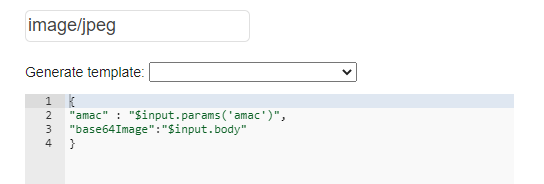 image/jpeg
Generate template:
1 {
2 "amac" : "$input.params('amac')",
3 "base64Image":"$input.body"
4 }